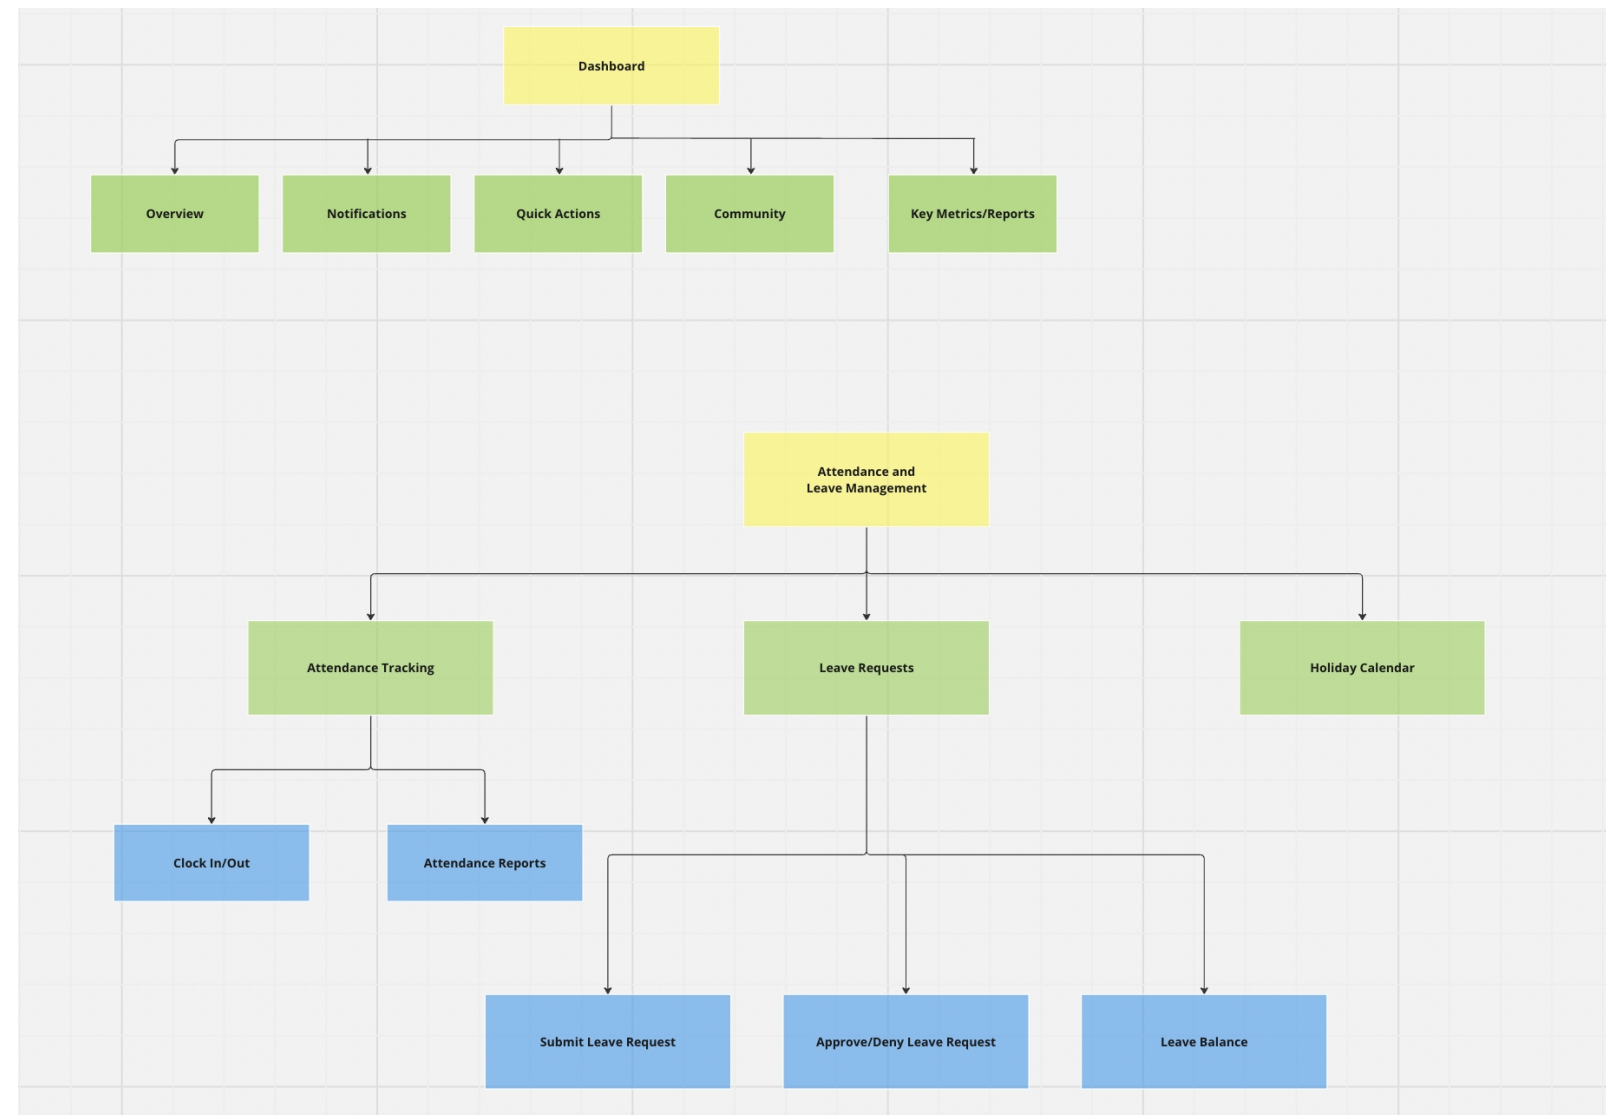 Dashboard
Overview
Notifications
Quick Actions
Community
Key Metrics/Reports
Attendance and
Leave Management
Attendance Tracking
Leave Requests
Holiday Calendar
Clock In/Out
Attendance Reports
Submit Leave Request
Approve/Deny Leave Request
Leave Balance